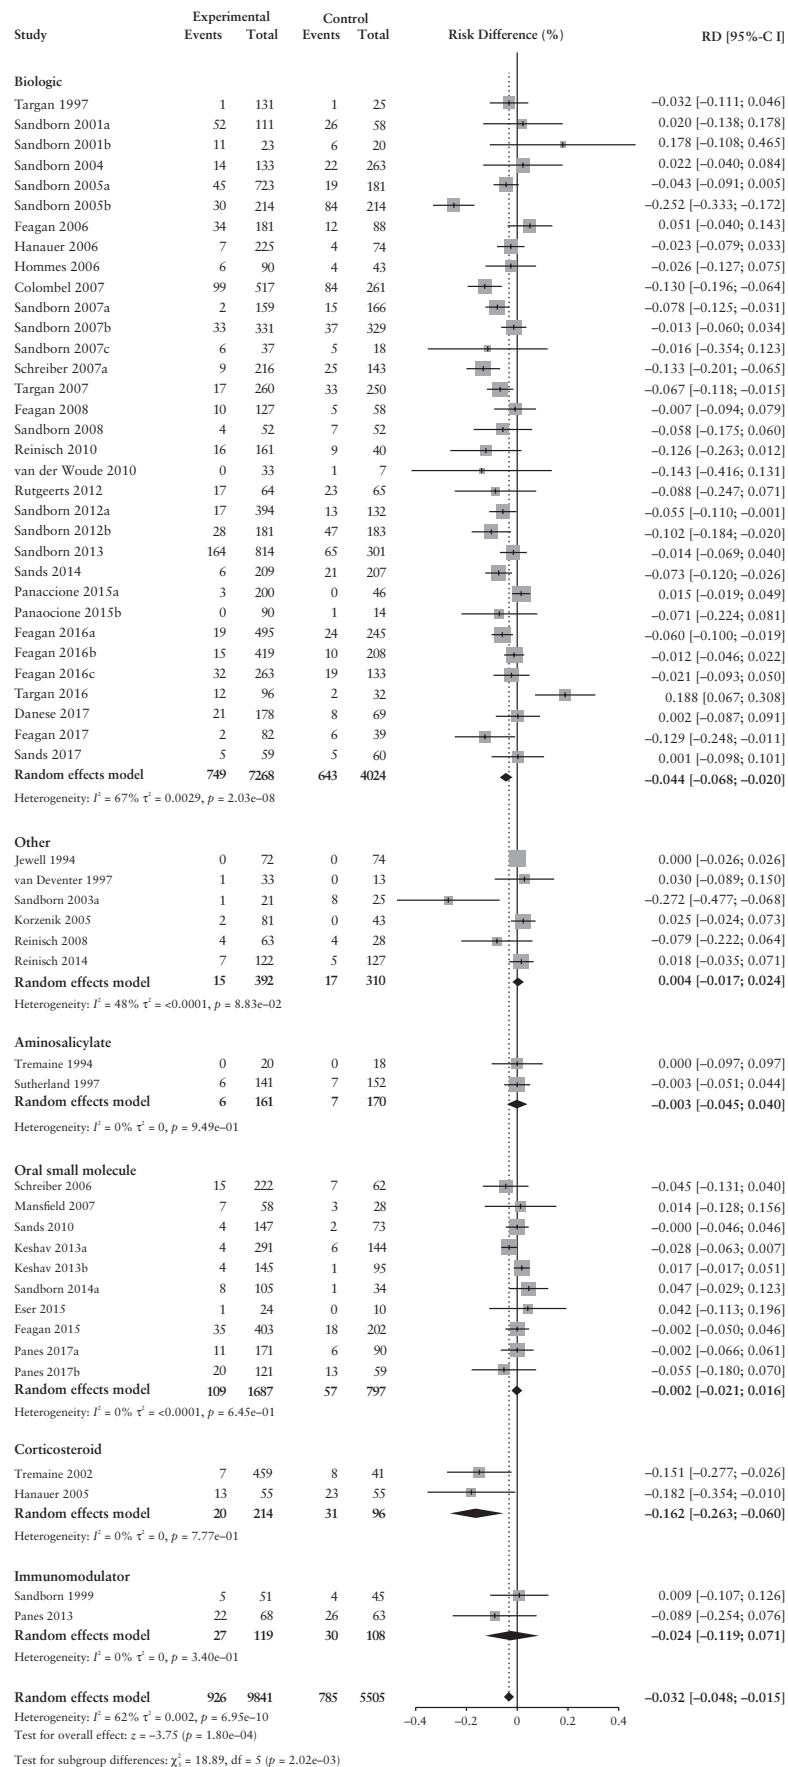 Experimental Control
Study Events Total Events Total Risk Difference (%) RD [95%-C I]
Biologic
Targan 1997 1 131 1 25 −0.032 [−0.111; 0.046]
Sandborn 2001a 52 111 26 58 0.020 [−0.138; 0.178]
Sandborn 2001b 11 23 6 20 0.178 [−0.108; 0.465]
Sandborn 2004 14 133 22 263 0.022 [−0.040; 0.084]
Sandborn 2005a 45 723 19 181 −0.043 [−0.091; 0.005]
Sandborn 2005b 30 214 84 214 −0.252 [−0.333; −0.172]
Feagan 2006 34 181 12 88 0.051 [−0.040; 0.143]
Hanauer 2006 7 225 4 74 −0.023 [−0.079; 0.033]
Hommes 2006 6 90 4 43 −0.026 [−0.127; 0.075]
Colombel 2007 99 517 84 261 −0.130 [−0.196; −0.064]
Sandborn 2007a 2 159 15 166 −0.078 [−0.125; −0.031]
Sandborn 2007b 33 331 37 329 −0.013 [−0.060; 0.034]
Sandborn 2007c 6 37 5 18 −0.016 [−0.354; 0.123]
Schreiber 2007a 9 216 25 143 −0.133 [−0.201; −0.065]
Targan 2007 17 260 33 250 −0.067 [−0.118; −0.015]
Feagan 2008 10 127 5 58 −0.007 [−0.094; 0.079]
Sandborn 2008 4 52 7 52 −0.058 [−0.175; 0.060]
Reinisch 2010 16 161 9 40 −0.126 [−0.263; 0.012]
van der Woude 2010 0 33 1 7 −0.143 [−0.416; 0.131]
Rutgeerts 2012 17 64 23 65 −0.088 [−0.247; 0.071]
Sandborn 2012a 17 394 13 132 −0.055 [−0.110; −0.001]
Sandborn 2012b 28 181 47 183 −0.102 [−0.184; −0.020]
Sandborn 2013 164 814 65 301 −0.014 [−0.069; 0.040]
Sands 2014 6 209 21 207 −0.073 [−0.120; −0.026]
Panaccione 2015a 3 200 0 46 0.015 [−0.019; 0.049]
Panaocione 2015b 0 90 1 14 −0.071 [−0.224; 0.081]
Feagan 2016a 19 495 24 245 −0.060 [−0.100; −0.019]
Feagan 2016b 15 419 10 208 −0.012 [−0.046; 0.022]
Feagan 2016c 32 263 19 133 −0.021 [−0.093; 0.050]
Targan 2016 12 96 2 32 0.188 [0.067; 0.308]
Danese 2017 21 178 8 69 0.002 [−0.087; 0.091]
Feagan 2017 2 82 6 39 −0.129 [−0.248; −0.011]
Sands 2017 5 59 5 60 0.001 [−0.098; 0.101]
Random effects model 749 7268 643 4024 −0.044 [−0.068; −0.020]
Heterogeneity: I² = 67% τ² = 0.0029, p = 2.03e–08
Other
Jewell 1994 0 72 0 74 0.000 [−0.026; 0.026]
van Deventer 1997 1 33 0 13 0.030 [−0.089; 0.150]
Sandborn 2003a 1 21 8 25 −0.272 [−0.477; −0.068]
Korzenik 2005 2 81 0 43 0.025 [−0.024; 0.073]
Reinisch 2008 4 63 4 28 −0.079 [−0.222; 0.064]
Reinisch 2014 7 122 5 127 0.018 [−0.035; 0.071]
Random effects model 15 392 17 310 0.004 [−0.017; 0.024]
Heterogeneity: I² = 48% τ² = <0.0001, p = 8.83e–02
Aminosalicylate
Tremaine 1994 0 20 0 18 0.000 [−0.097; 0.097]
Sutherland 1997 6 141 7 152 −0.003 [−0.051; 0.044]
Random effects model 6 161 7 170 −0.003 [−0.045; 0.040]
Heterogeneity: I² = 0% τ² = 0, p = 9.49e–01
Oral small molecule
Schreiber 2006 15 222 7 62 −0.045 [−0.131; 0.040]
Mansfield 2007 7 58 3 28 0.014 [−0.128; 0.156]
Sands 2010 4 147 2 73 −0.000 [−0.046; 0.046]
Keshav 2013a 4 291 6 144 −0.028 [−0.063; 0.007]
Keshav 2013b 4 145 1 95 0.017 [−0.017; 0.051]
Sandborn 2014a 8 105 1 34 0.047 [−0.029; 0.123]
Eser 2015 1 24 0 10 0.042 [−0.113; 0.196]
Feagan 2015 35 403 18 202 −0.002 [−0.050; 0.046]
Panes 2017a 11 171 6 90 −0.002 [−0.066; 0.061]
Panes 2017b 20 121 13 59 −0.055 [−0.180; 0.070]
Random effects model 109 1687 57 797 −0.002 [−0.021; 0.016]
Heterogeneity: I² = 0% τ² = <0.0001, p = 6.45e–01
Corticosteroid
Tremaine 2002 7 459 8 41 −0.151 [−0.277; −0.026]
Hanauer 2005 13 55 23 55 −0.182 [−0.354; −0.010]
Random effects model 20 214 31 96 −0.162 [−0.263; −0.060]
Heterogeneity: I² = 0% τ² = 0, p = 7.77e–01
Immunomodulator
Sandborn 1999 5 51 4 45 0.009 [−0.107; 0.126]
Panes 2013 22 68 26 63 −0.089 [−0.254; 0.076]
Random effects model 27 119 30 108 −0.024 [−0.119; 0.071]
Heterogeneity: I² = 0% τ² = 0, p = 3.40e–01
Random effects model 926 9841 785 5505 −0.032 [−0.048; −0.015]
Heterogeneity: I² = 62% τ² = 0.002, p = 6.95e–10
−0.4 −0.2 0 0.2 0.4
Test for overall effect: z = –3.75 (p = 1.80e–04)
Test for subgroup differences: χ²₅ = 18.89, df = 5 (p = 2.02e–03)